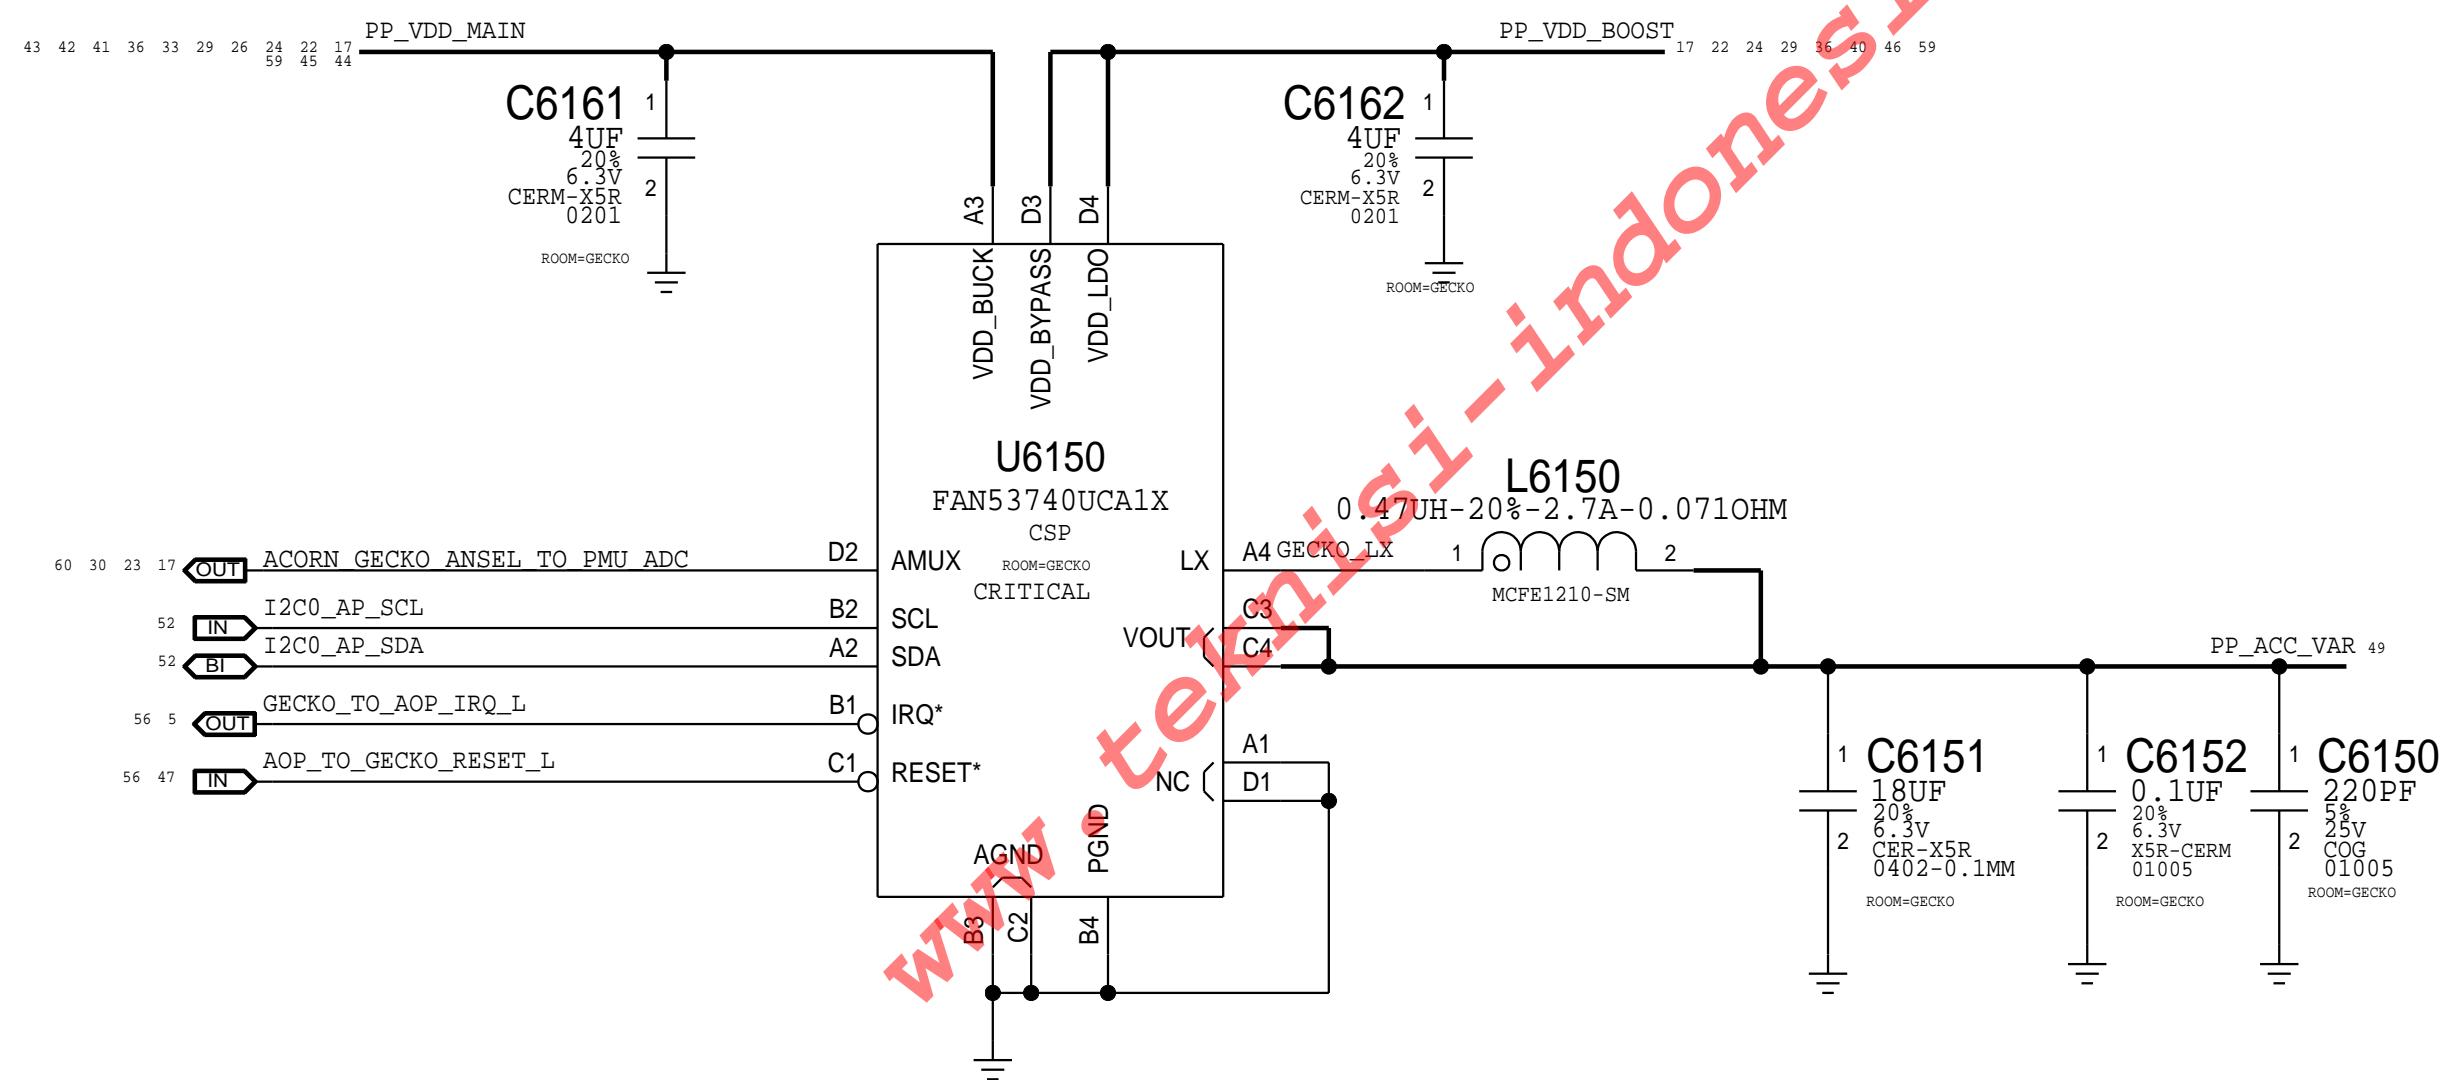 PP_VDD_MAIN
43 42 41 36 33 29 26 24 22 17
59 45 44
PP_VDD_BOOST
17 22 24 29 36 40 46 59
C6161
1
4UF
20%
6.3V
2
CERM-X5R
0201
ROOM=GECKO
C6162
1
4UF
20%
6.3V
2
CERM-X5R
0201
ROOM=GECKO
A3
D3
D4
VDD_BUCK
VDD_BYPASS
VDD_LDO
U6150
FAN53740UCA1X
CSP
ROOM=GECKO
CRITICAL
60 30 23 17 OUT ACORN_GECKO_ANSEL_TO_PMU_ADC D2 AMUX
52 IN I2C0_AP_SCL B2 SCL
52 BI I2C0_AP_SDA A2 SDA
56 5 OUT GECKO_TO_AOP_IRQ_L B1 IRQ*
56 47 IN AOP_TO_GECKO_RESET_L C1 RESET*
L6150
0.47UH-20%-2.7A-0.071OHM
LX A4 GECKO_LX 1 2
MCFE1210-SM
C3
VOUT
C4
PP_ACC_VAR 49
A1
NC
D1
AGND
PGND
B3
C2
B4
1 C6151
18UF
20%
6.3V
2
CER-X5R
0402-0.1MM
ROOM=GECKO
1 C6152
0.1UF
20%
6.3V
2
X5R-CERM
01005
ROOM=GECKO
1 C6150
220PF
5%
25V
2
COG
01005
ROOM=GECKO
www.teknisi-indonesi